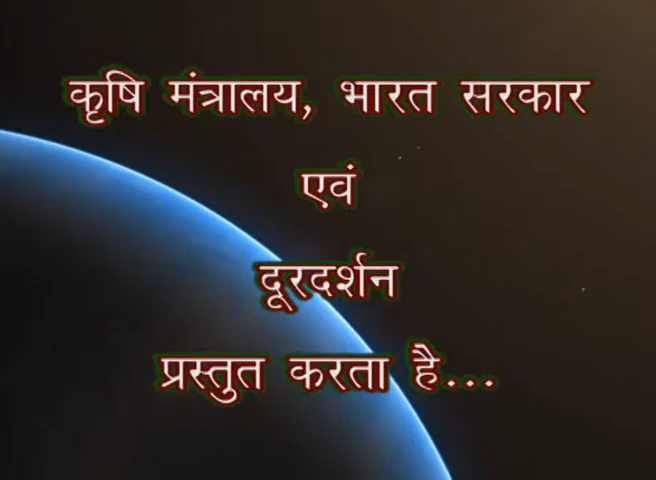 कृषि मंत्रालय, भारत सरकार
एवं
दूरदर्शन
प्रस्तुत करता है...